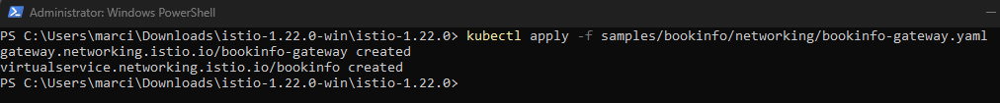 Administrator: Windows PowerShell
PS C:\Users\marci\Downloads\istio-1.22.0-win\istio-1.22.0> kubectl apply -f samples/bookinfo/networking/bookinfo-gateway.yaml
gateway.networking.istio.io/bookinfo-gateway created
virtualservice.networking.istio.io/bookinfo created
PS C:\Users\marci\Downloads\istio-1.22.0-win\istio-1.22.0>